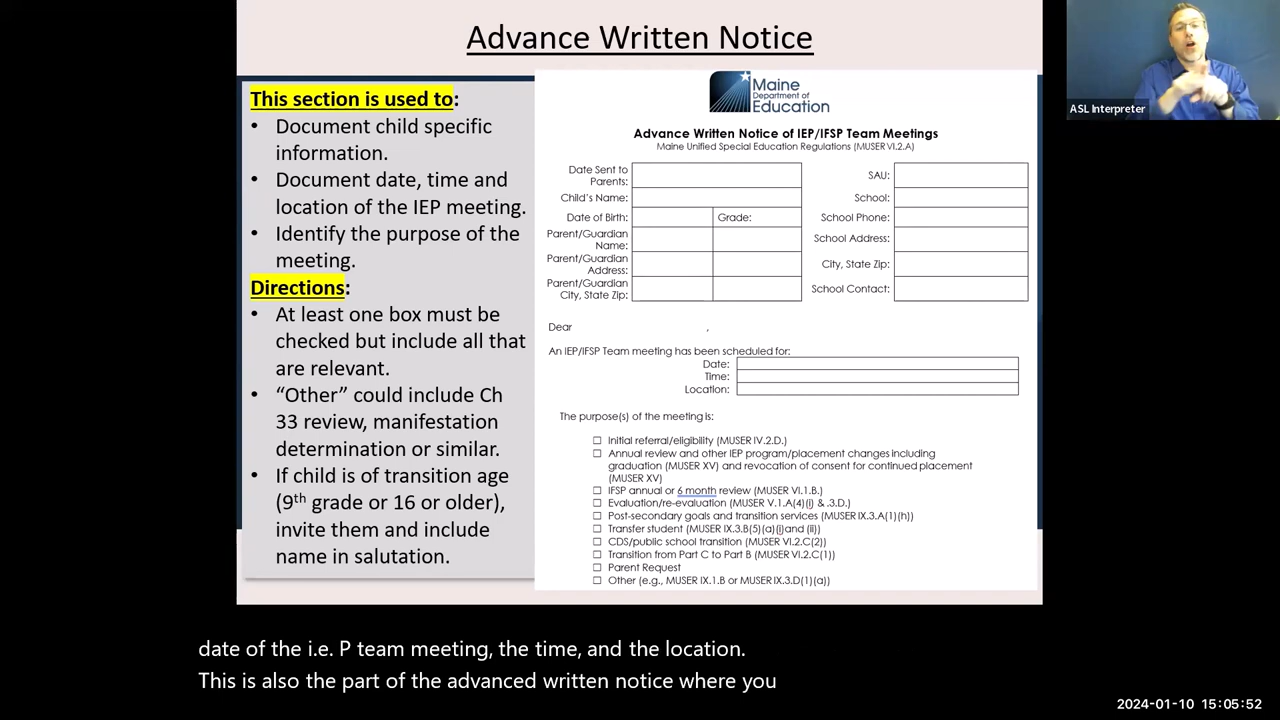 Advance Written Notice
This section is used to:
• Document child specific
information.
• Document date, time and
location of the IEP meeting.
• Identify the purpose of the
meeting.
Directions:
• At least one box must be
checked but include all that
are relevant.
• “Other” could include Ch
33 review, manifestation
determination or similar.
• If child is of transition age
(9th grade or 16 or older),
invite them and include
name in salutation.
Maine
Department of
Education
Advance Written Notice of IEP/IFSP Team Meetings
Maine Unified Special Education Regulations (MUSER VI.2.A)
Date Sent to
Parents:
SAU:
Child's Name:
School:
Date of Birth:
Grade:
School Phone:
Parent/Guardian
Name:
School Address:
Parent/Guardian
Address:
City, State Zip:
Parent/Guardian
City, State Zip:
School Contact:
Dear ,
An IEP/IFSP Team meeting has been scheduled for:
Date:
Time:
Location:
The purpose(s) of the meeting is:
☐ Initial referral/eligibility (MUSER IV.2.D.)
☐ Annual review and other IEP program/placement changes including
graduation (MUSER XV) and revocation of consent for continued placement
(MUSER XV)
☐ IFSP annual or 6 month review (MUSER VI.1.B.)
☐ Evaluation/re-evaluation (MUSER V.1.A(4)(i) & .3.D.)
☐ Post-secondary goals and transition services (MUSER IX.3.A(1)(h))
☐ Transfer student (MUSER IX.3.B(5)(a)(i)and (ii))
☐ CDS/public school transition (MUSER VI.2.C(2))
☐ Transition from Part C to Part B (MUSER VI.2.C(1))
☐ Parent Request
☐ Other (e.g., MUSER IX.1.B or MUSER IX.3.D(1)(a))
ASL Interpreter
date of the i.e. P team meeting, the time, and the location.
This is also the part of the advanced written notice where you
2024-01-10 15:05:52